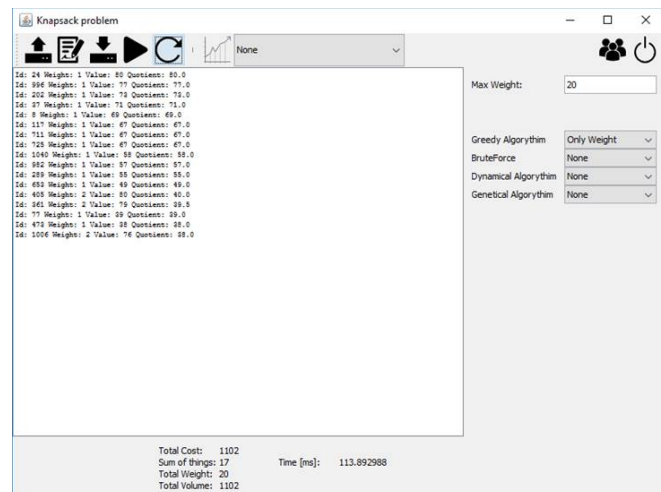 Knapsack problem
None
Id: 24 Weight: 1 Value: 80 Quotient: 80.0
Id: 996 Weight: 1 Value: 77 Quotient: 77.0
Id: 202 Weight: 1 Value: 73 Quotient: 73.0
Id: 37 Weight: 1 Value: 71 Quotient: 71.0
Id: 8 Weight: 1 Value: 69 Quotient: 69.0
Id: 117 Weight: 1 Value: 67 Quotient: 67.0
Id: 711 Weight: 1 Value: 67 Quotient: 67.0
Id: 725 Weight: 1 Value: 67 Quotient: 67.0
Id: 1040 Weight: 1 Value: 58 Quotient: 58.0
Id: 982 Weight: 1 Value: 57 Quotient: 57.0
Id: 289 Weight: 1 Value: 55 Quotient: 55.0
Id: 653 Weight: 1 Value: 49 Quotient: 49.0
Id: 405 Weight: 2 Value: 80 Quotient: 40.0
Id: 361 Weight: 2 Value: 79 Quotient: 39.5
Id: 77 Weight: 1 Value: 39 Quotient: 39.0
Id: 473 Weight: 1 Value: 38 Quotient: 38.0
Id: 1006 Weight: 2 Value: 76 Quotient: 38.0
Max Weight: 20
Greedy Algorythim Only Weight
BruteForce None
Dynamical Algorythim None
Genetical Algorythim None
Total Cost: 1102
Sum of things: 17 Time [ms]: 113.892988
Total Weight: 20
Total Volume: 1102